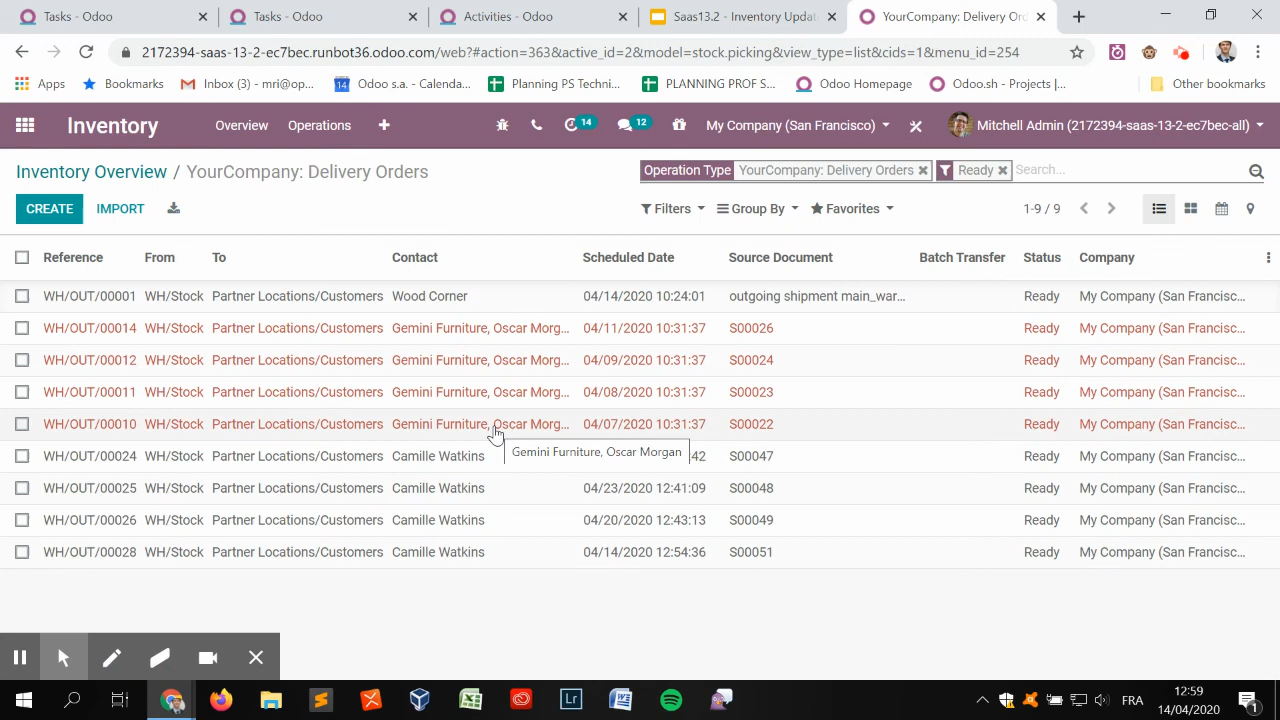 Tasks - Odoo
Tasks - Odoo
Activities - Odoo
Saas13.2 - Inventory Updat
YourCompany: Delivery Or
2172394-saas-13-2-ec7bec.runbot36.odoo.com/web?#action=363&active_id=2&model=stock.picking&view_type=list&cids=1&menu_id=254
Apps Bookmarks Inbox (3) - mri@op... 14 Odoo s.a. - Calenda... Planning PS Techni... PLANNING PROF S... Odoo Homepage Odoo.sh - Projects |... Other bookmarks
Inventory Overview Operations 14 12 My Company (San Francisco) Mitchell Admin (2172394-saas-13-2-ec7bec-all)
Inventory Overview / YourCompany: Delivery Orders
Operation Type YourCompany: Delivery Orders Ready Search...
CREATE IMPORT Filters Group By Favorites 1-9 / 9
Reference From To Contact Scheduled Date Source Document Batch Transfer Status Company
WH/OUT/00001 WH/Stock Partner Locations/Customers Wood Corner 04/14/2020 10:24:01 outgoing shipment main_war... Ready My Company (San Francisc...
WH/OUT/00014 WH/Stock Partner Locations/Customers Gemini Furniture, Oscar Morg... 04/11/2020 10:31:37 S00026 Ready My Company (San Francisc...
WH/OUT/00012 WH/Stock Partner Locations/Customers Gemini Furniture, Oscar Morg... 04/09/2020 10:31:37 S00024 Ready My Company (San Francisc...
WH/OUT/00011 WH/Stock Partner Locations/Customers Gemini Furniture, Oscar Morg... 04/08/2020 10:31:37 S00023 Ready My Company (San Francisc...
WH/OUT/00010 WH/Stock Partner Locations/Customers Gemini Furniture, Oscar Morg... 04/07/2020 10:31:37 S00022 Ready My Company (San Francisc...
WH/OUT/00024 WH/Stock Partner Locations/Customers Camille Watkins 42 S00047 Ready My Company (San Francisc...
Gemini Furniture, Oscar Morgan
WH/OUT/00025 WH/Stock Partner Locations/Customers Camille Watkins 04/23/2020 12:41:09 S00048 Ready My Company (San Francisc...
WH/OUT/00026 WH/Stock Partner Locations/Customers Camille Watkins 04/20/2020 12:43:13 S00049 Ready My Company (San Francisc...
WH/OUT/00028 WH/Stock Partner Locations/Customers Camille Watkins 04/14/2020 12:54:36 S00051 Ready My Company (San Francisc...
FRA
12:59
14/04/2020
1